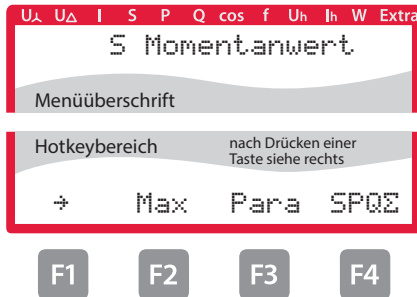 U⅄ U△ I S P Q cos f Uh Ih W Extra
S Momentanwert
Menüüberschrift
Hotkeybereich nach Drücken einer
Taste siehe rechts
→ Max Para SPQΣ
F1 F2 F3 F4